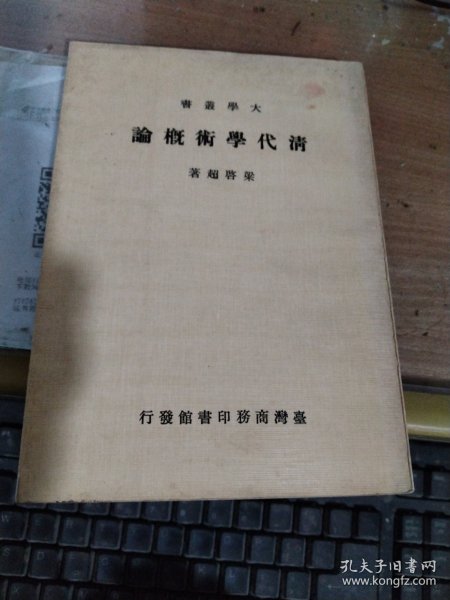 大學叢書
清代學術概論
梁啓超著
臺灣商務印書館發行
孔夫子旧书网
www.kongfz.com